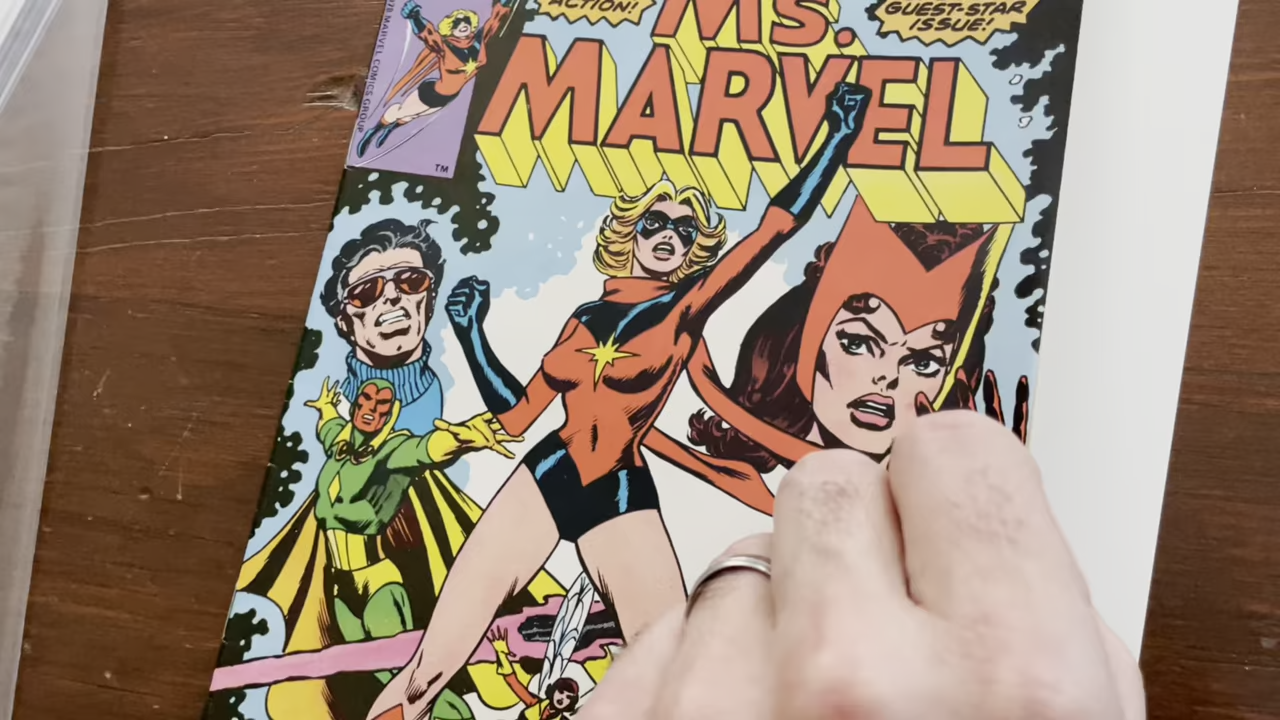 ACTION!
GUEST-STAR
ISSUE!
MS.
MARVEL
MARVEL COMICS GROUP
TM